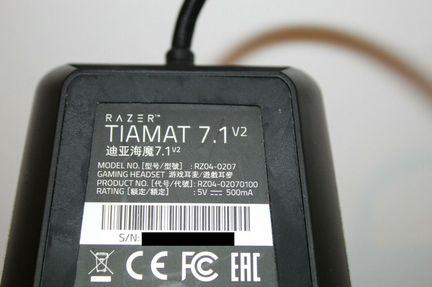 RAZER™
TIAMAT 7.1 V2
迪亚海魔7.1 V2
MODEL NO. [型号/型號] : RZ04-0207
GAMING HEADSET 游戏耳麦/遊戲耳麥
PRODUCT NO. [代号/代號] : RZ04-02070100
RATING [额定/額定] : 5V ⎓ 500mA
S/N:
CE FC EAC